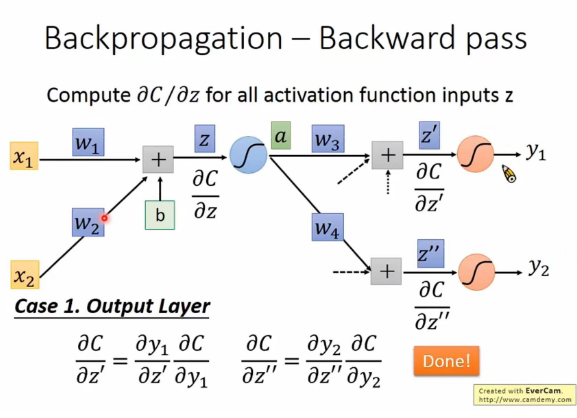 Backpropagation – Backward pass
Compute ∂C/∂z for all activation function inputs z
x₁ w₁ + z a w₃ + z′ y₁
∂C/∂z
∂C/∂z′
w₂ b
w₄
x₂ + z′′ y₂
∂C/∂z′′
Case 1. Output Layer
∂C/∂z′ = ∂y₁/∂z′ ∂C/∂y₁ ∂C/∂z′′ = ∂y₂/∂z′′ ∂C/∂y₂ Done!
Created with EverCam.
http://www.camdemy.com